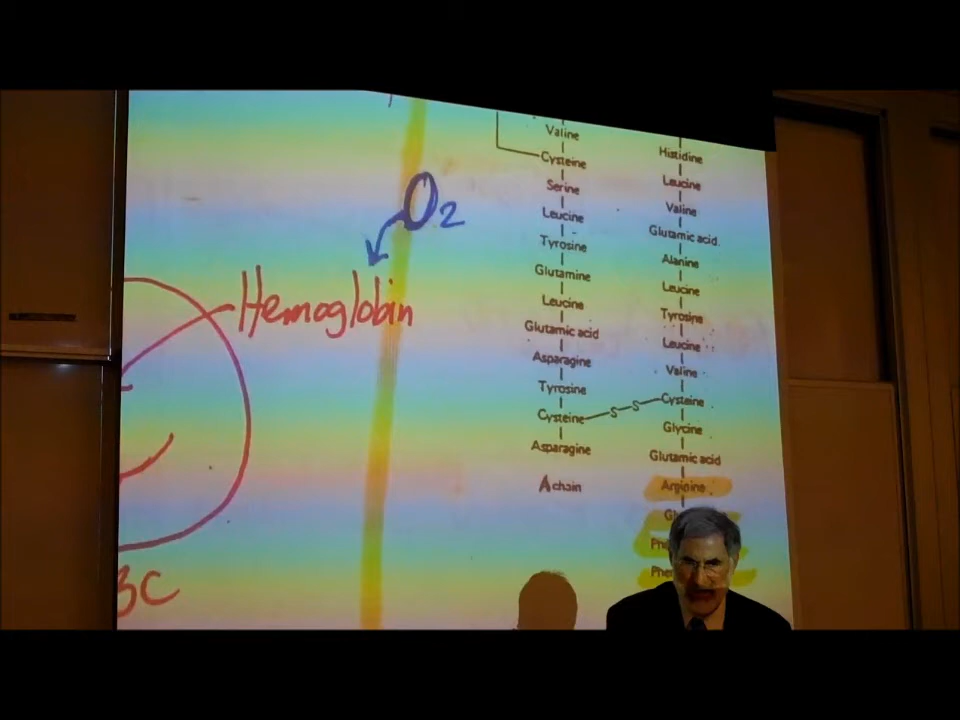 O2
Hemoglobin
Valine
Cysteine
Serine
Leucine
Tyrosine
Glutamine
Leucine
Glutamic acid
Asparagine
Tyrosine
Cysteine
Asparagine
A chain
S S
Histidine
Leucine
Valine
Glutamic acid
Alanine
Leucine
Tyrosine
Leucine
Valine
Cysteine
Glycine
Glutamic acid
Arginine